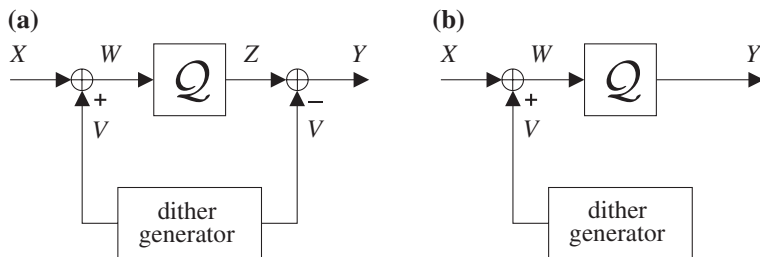 (a)
(b)
X W Z Y
X W Y
Q
Q
+
−
+
V
V
V
dither
generator
dither
generator